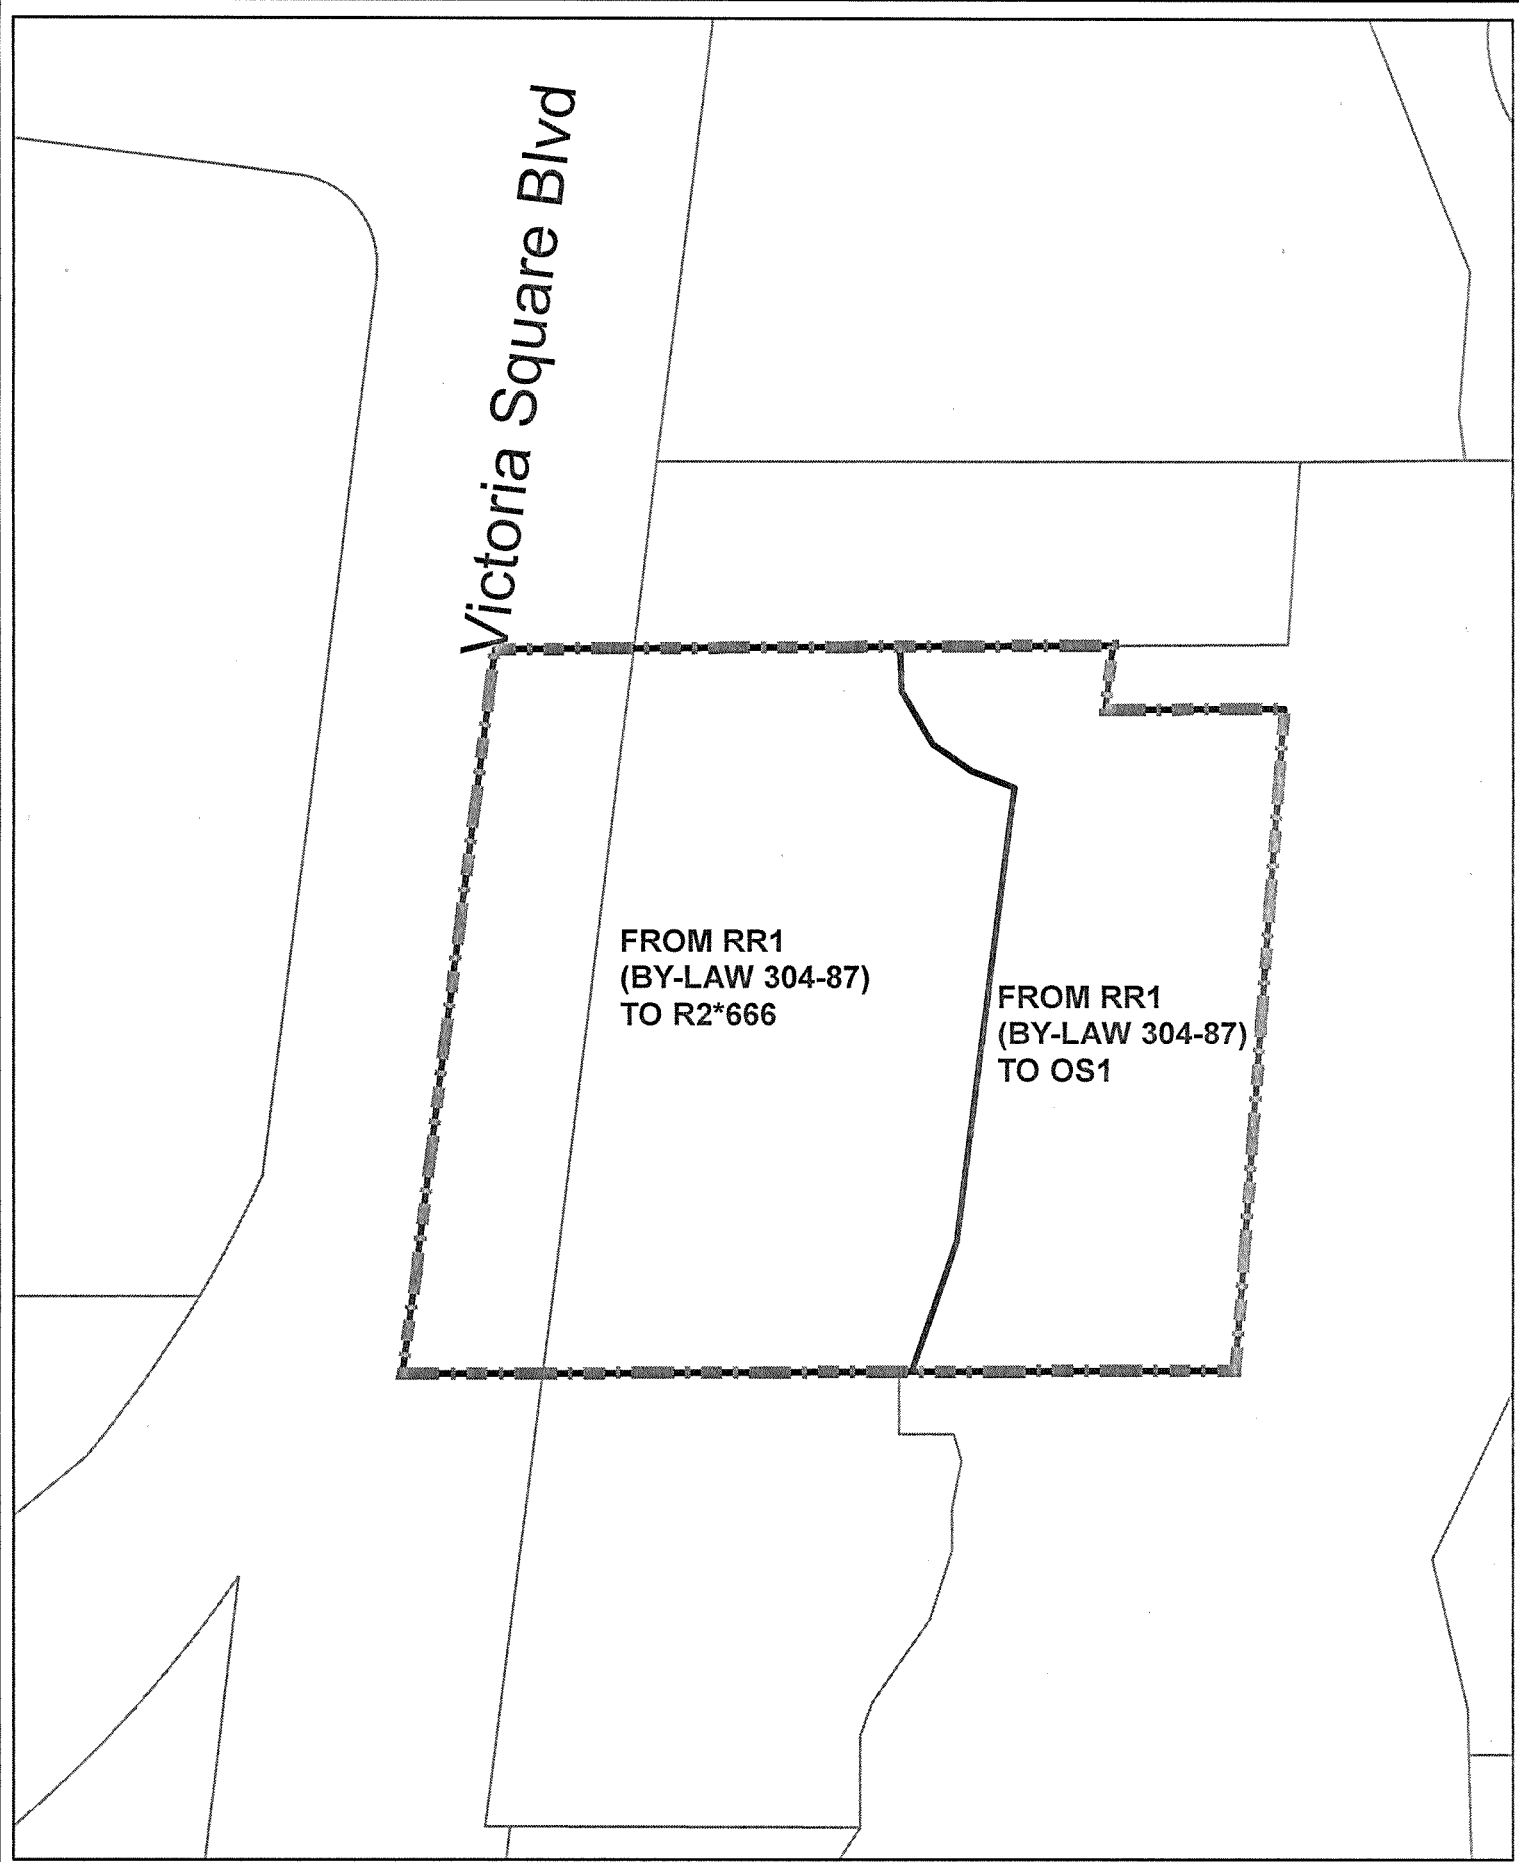 Victoria Square Blvd
FROM RR1
(BY-LAW 304-87)
TO R2*666
FROM RR1
(BY-LAW 304-87)
TO OS1